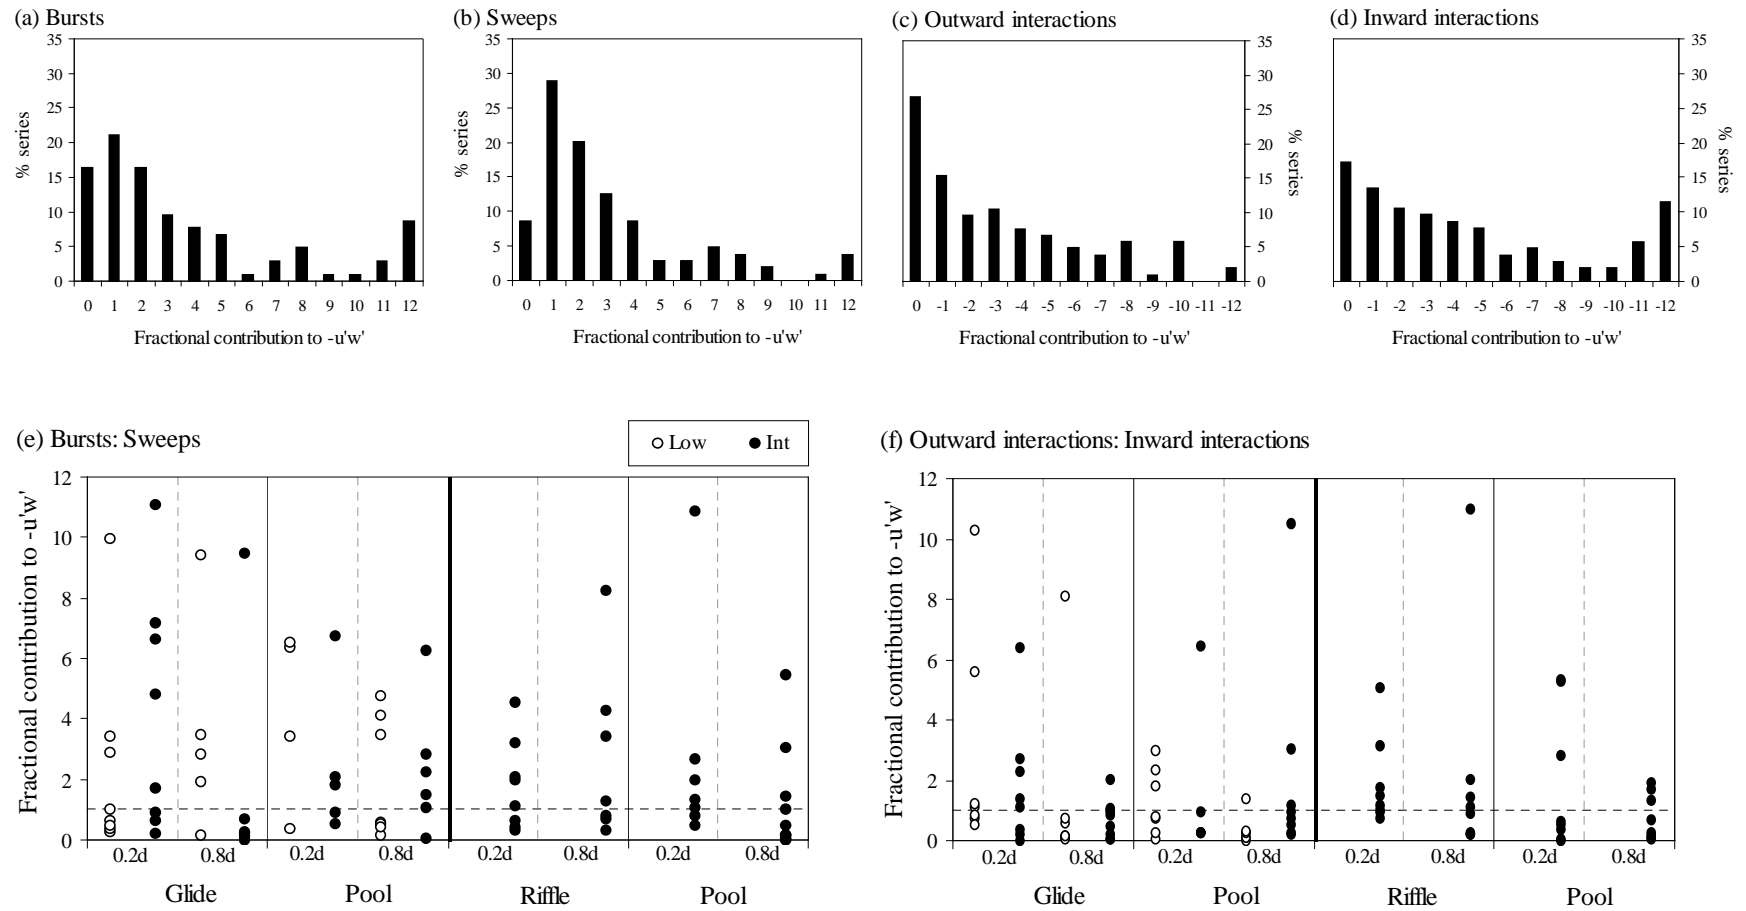 (a) Bursts
(b) Sweeps
(c) Outward interactions
(d) Inward interactions
35
30
25
20
15
10
5
0
% series
0 1 2 3 4 5 6 7 8 9 10 11 12
Fractional contribution to -u'w'
35
30
25
20
15
10
5
0
% series
0 1 2 3 4 5 6 7 8 9 10 11 12
Fractional contribution to -u'w'
35
30
25
20
15
10
5
0
% series
0 -1 -2 -3 -4 -5 -6 -7 -8 -9 -10 -11 -12
Fractional contribution to -u'w'
35
30
25
20
15
10
5
0
% series
0 -1 -2 -3 -4 -5 -6 -7 -8 -9 -10 -11 -12
Fractional contribution to -u'w'
(e) Bursts: Sweeps
Low Int
12
10
8
6
4
2
0
Fractional contribution to -u'w'
0.2d 0.8d 0.2d 0.8d 0.2d 0.8d 0.2d 0.8d
Glide Pool Riffle Pool
(f) Outward interactions: Inward interactions
12
10
8
6
4
2
0
Fractional contribution to -u'w'
0.2d 0.8d 0.2d 0.8d 0.2d 0.8d 0.2d 0.8d
Glide Pool Riffle Pool